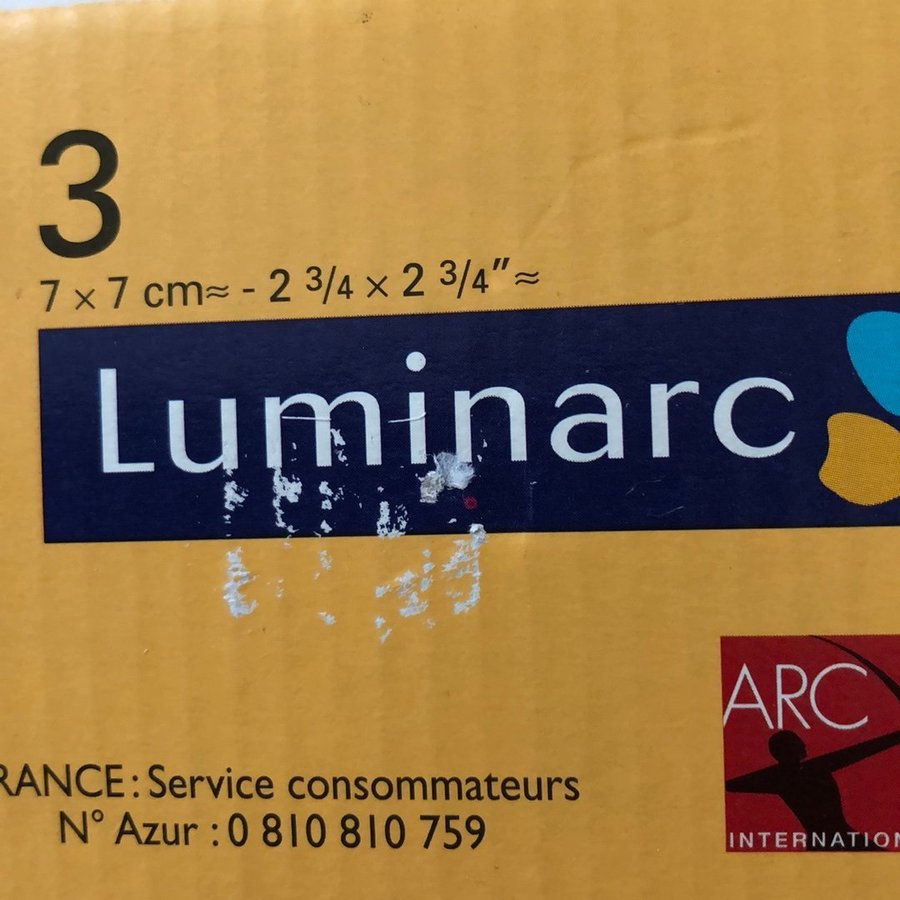 3
7 x 7 cm≈ - 2 3/4 x 2 3/4"≈
Luminarc
ARC
INTERNATION
RANCE : Service consommateurs
N° Azur : 0 810 810 759